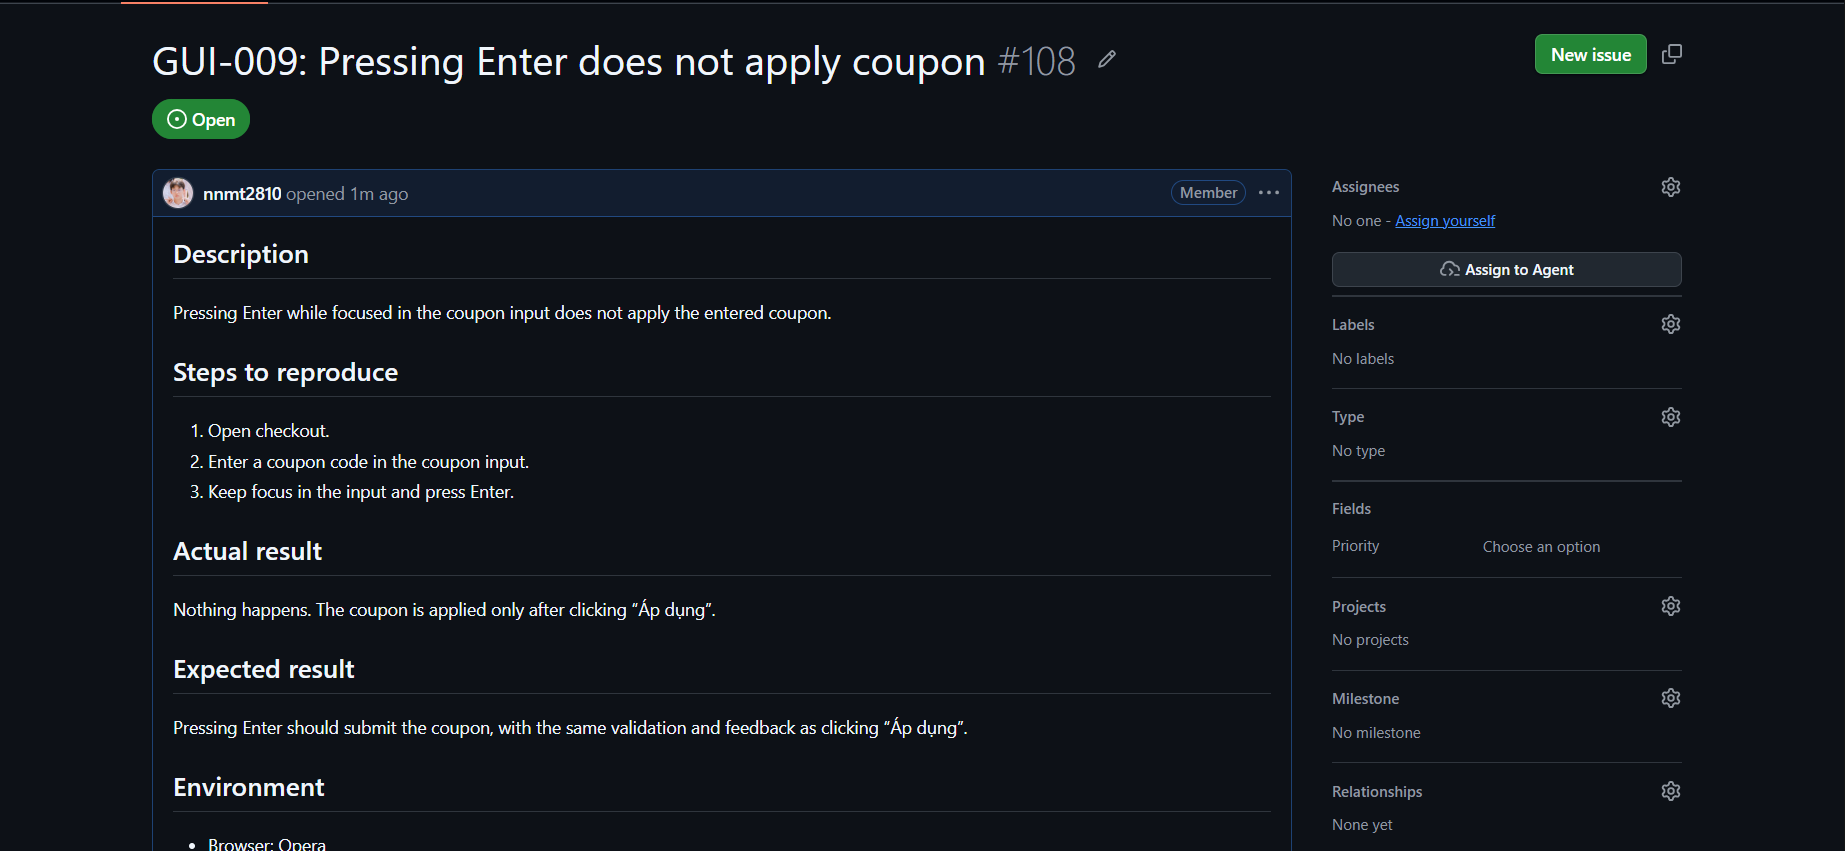 GUI-009: Pressing Enter does not apply coupon #108
New issue
Open
nnmt2810 opened 1m ago
Member
Description
Pressing Enter while focused in the coupon input does not apply the entered coupon.
Steps to reproduce
1. Open checkout.
2. Enter a coupon code in the coupon input.
3. Keep focus in the input and press Enter.
Actual result
Nothing happens. The coupon is applied only after clicking “Áp dụng”.
Expected result
Pressing Enter should submit the coupon, with the same validation and feedback as clicking “Áp dụng”.
Environment
• Browser: Opera
Assignees
No one - Assign yourself
Assign to Agent
Labels
No labels
Type
No type
Fields
Priority Choose an option
Projects
No projects
Milestone
No milestone
Relationships
None yet